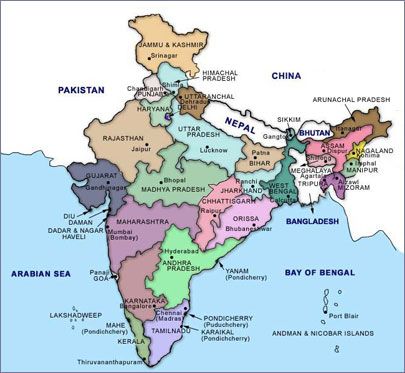 JAMMU & KASHMIR
Srinagar
HIMACHAL
PRADESH
CHINA
PAKISTAN
Chandigarh
Shimla
PUNJAB
UTTARANCHAL
Dehradun
HARYANA
DELHI
ARUNACHAL PRADESH
SIKKIM
NEPAL
Gangtok
BHUTAN
Itanagar
RAJASTHAN
Jaipur
UTTAR
PRADESH
Lucknow
Patna
BIHAR
ASSAM
Dispur
NAGALAND
Kohima
Shillong
MEGHALAYA
Imphal
MANIPUR
Agartala
TRIPURA
Aizawl
MIZORAM
GUJARAT
Gandhinagar
Bhopal
MADHYA PRADESH
Ranchi
JHARKHAND
WEST
BENGAL
Calcutta
CHHATTISGARH
Raipur
BANGLADESH
DIU
DAMAN
DADAR & NAGAR
HAVELI
MAHARASHTRA
Mumbai
(Bombay)
ORISSA
Bhubaneshwar
ARABIAN SEA
Panaji
GOA
Hyderabad
ANDHRA
PRADESH
YANAM
(Pondicherry)
BAY OF BENGAL
KARNATAKA
Bangalore
Chennai
(Madras)
LAKSHADWEEP
MAHE
(Pondicherry)
PONDICHERRY
(Puduchery)
KARAIKAL
(Pondicherry)
Port Blair
ANDMAN & NICOBAR ISLANDS
KERALA
TAMILNADU
Thiruvananthapuram